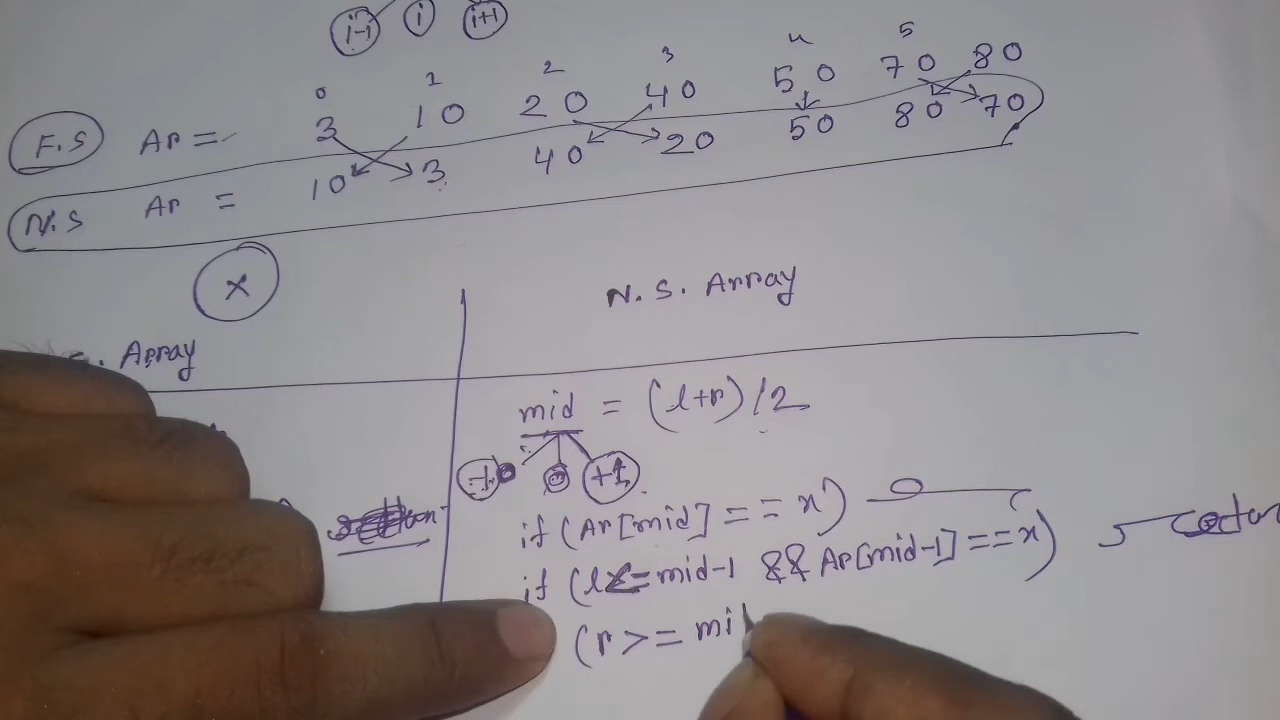 i-1 i i+1
0 1 2 3 4 5
F.S Ar = 3 10 20 40 50 70 80
N.S Ar = 10 3 40 20 50 80 70
x
N.S. Array
. Array
mid = (l+r)/2
-1 0 +1
if (Ar[mid] == x)
if (l<=mid-1 && Ar[mid-1]==x)
(r >= mi